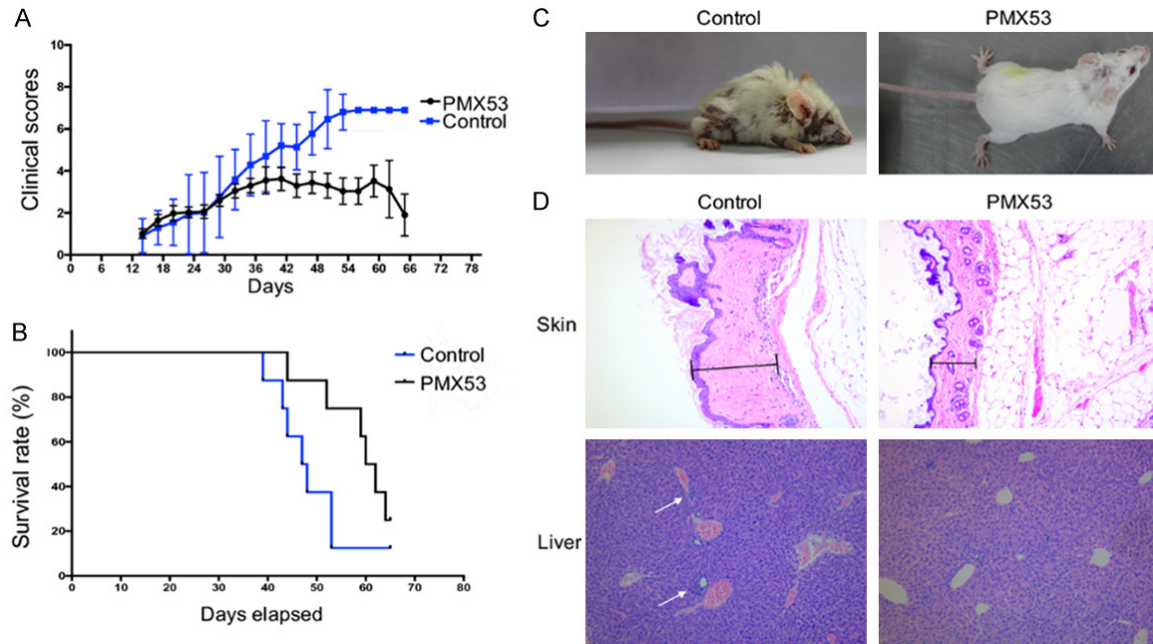 A
Clinical scores
10
8
6
4
2
0
PMX53
Control
0 6 12 18 24 30 36 42 48 54 60 66 72 78
Days
B
Survival rate (%)
100
80
60
40
20
0
Control
PMX53
0 10 20 30 40 50 60 70 80
Days elapsed
C
Control PMX53
D
Control PMX53
Skin
Liver